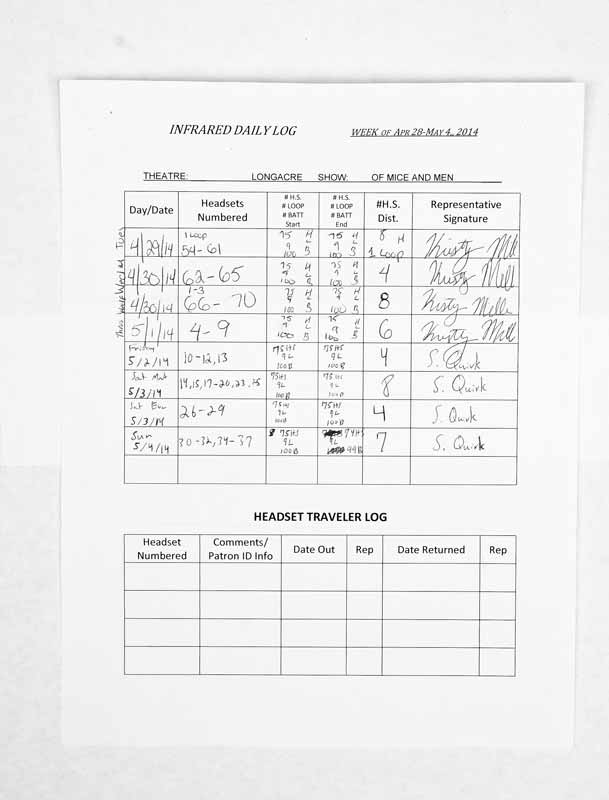 INFRARED DAILY LOG WEEK OF APR 28-MAY 4,, 2014
THEATRE: LONGACRE SHOW: OF MICE AND MEN
Day/Date
Headsets
Numbered
# H.S.
# LOOP
# BATT
Start
# H.S.
# LOOP
# BATT
End
#H.S.
Dist.
Representative
Signature
Tues
4/29/14
1 Loop
54-61
75 H
9 L
100 B
75 H
9 L
100 B
8 H
1 Loop
Kristy Mill
4/30/14
62-65
75 H
9 L
100 B
75 H
9 L
100 B
4
Kristy Mill
4/30/14
1-3
66-70
75 H
9 L
100 B
75 H
9 L
100 B
8
Kristy Mille
Thurs
5/1/14
4-9
75 H
9 L
100 B
75 H
9 L
100 B
6
Kristy Mill
Friday
5/2/14
10-12,13
75HS
9L
100B
75HS
9L
100B
4
S. Quirk
Sat Mat
5/3/14
14,15,17-20,23,25
75HS
9L
100B
75HS
9L
100B
8
S. Quirk
Sat Eve
5/3/14
26-29
75HS
9L
100B
75HS
9L
100B
4
S. Quirk
Sun
5/4/14
30-32,34-37
75HS
9L
100B
74HS
9L
99B
7
S. Quirk
HEADSET TRAVELER LOG
Headset
Numbered
Comments/
Patron ID Info
Date Out
Rep
Date Returned
Rep